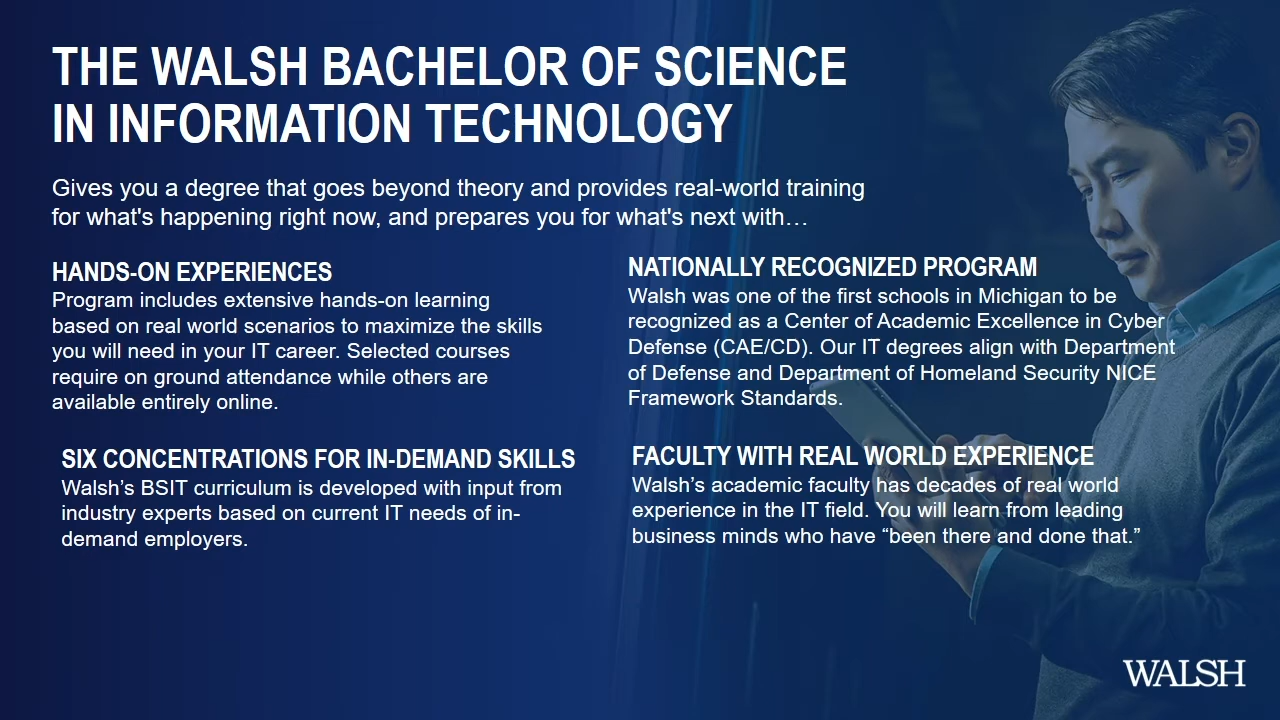 THE WALSH BACHELOR OF SCIENCE
IN INFORMATION TECHNOLOGY
Gives you a degree that goes beyond theory and provides real-world training
for what's happening right now, and prepares you for what's next with…
HANDS-ON EXPERIENCES
Program includes extensive hands-on learning
based on real world scenarios to maximize the skills
you will need in your IT career. Selected courses
require on ground attendance while others are
available entirely online.
NATIONALLY RECOGNIZED PROGRAM
Walsh was one of the first schools in Michigan to be
recognized as a Center of Academic Excellence in Cyber
Defense (CAE/CD). Our IT degrees align with Department
of Defense and Department of Homeland Security NICE
Framework Standards.
SIX CONCENTRATIONS FOR IN-DEMAND SKILLS
Walsh’s BSIT curriculum is developed with input from
industry experts based on current IT needs of in-
demand employers.
FACULTY WITH REAL WORLD EXPERIENCE
Walsh’s academic faculty has decades of real world
experience in the IT field. You will learn from leading
business minds who have “been there and done that.”
WALSH